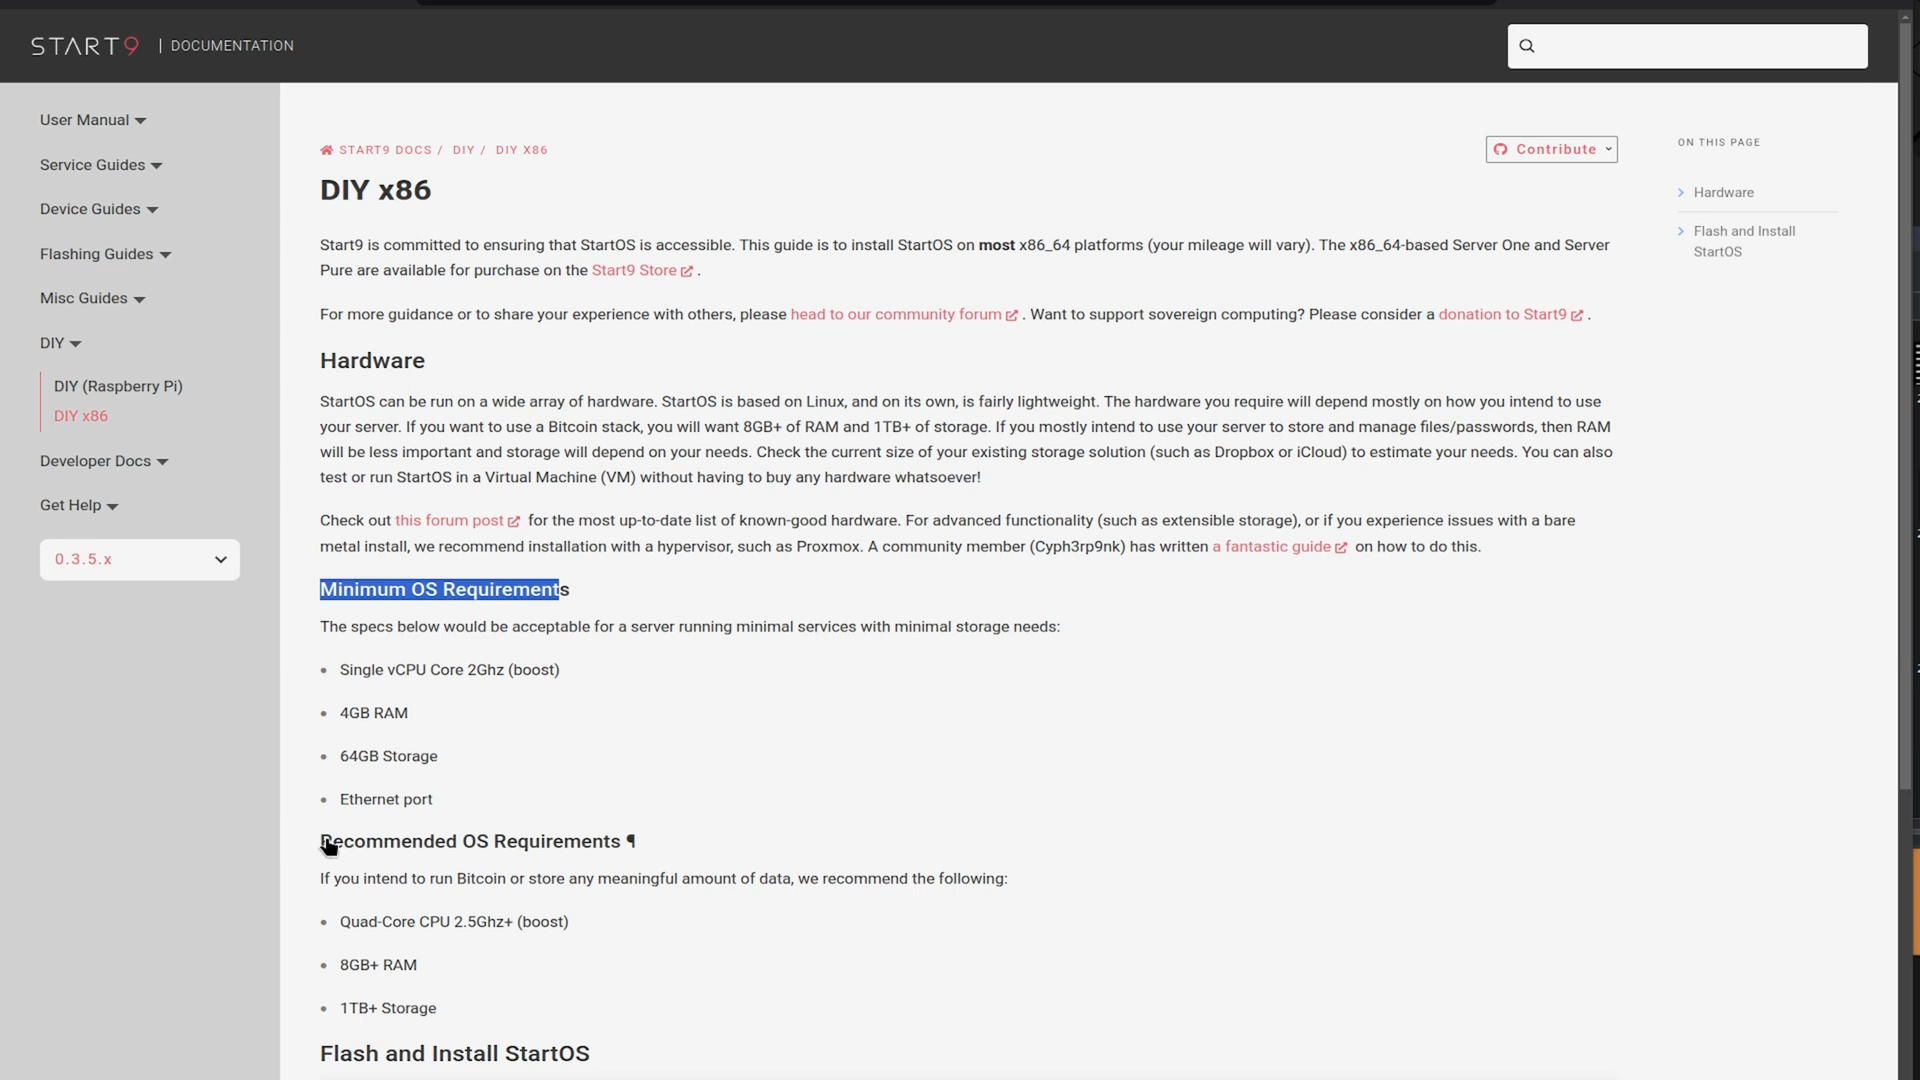 START9 | DOCUMENTATION
User Manual
Service Guides
Device Guides
Flashing Guides
Misc Guides
DIY
DIY (Raspberry Pi)
DIY x86
Developer Docs
Get Help
0.3.5.x
START9 DOCS / DIY / DIY X86
Contribute
DIY x86
Start9 is committed to ensuring that StartOS is accessible. This guide is to install StartOS on most x86_64 platforms (your mileage will vary). The x86_64-based Server One and Server
Pure are available for purchase on the Start9 Store .
For more guidance or to share your experience with others, please head to our community forum . Want to support sovereign computing? Please consider a donation to Start9 .
Hardware
StartOS can be run on a wide array of hardware. StartOS is based on Linux, and on its own, is fairly lightweight. The hardware you require will depend mostly on how you intend to use
your server. If you want to use a Bitcoin stack, you will want 8GB+ of RAM and 1TB+ of storage. If you mostly intend to use your server to store and manage files/passwords, then RAM
will be less important and storage will depend on your needs. Check the current size of your existing storage solution (such as Dropbox or iCloud) to estimate your needs. You can also
test or run StartOS in a Virtual Machine (VM) without having to buy any hardware whatsoever!
Check out this forum post for the most up-to-date list of known-good hardware. For advanced functionality (such as extensible storage), or if you experience issues with a bare
metal install, we recommend installation with a hypervisor, such as Proxmox. A community member (Cyph3rp9nk) has written a fantastic guide on how to do this.
Minimum OS Requirements
The specs below would be acceptable for a server running minimal services with minimal storage needs:
• Single vCPU Core 2Ghz (boost)
• 4GB RAM
• 64GB Storage
• Ethernet port
Recommended OS Requirements ¶
If you intend to run Bitcoin or store any meaningful amount of data, we recommend the following:
• Quad-Core CPU 2.5Ghz+ (boost)
• 8GB+ RAM
• 1TB+ Storage
Flash and Install StartOS
ON THIS PAGE
Hardware
Flash and Install
StartOS